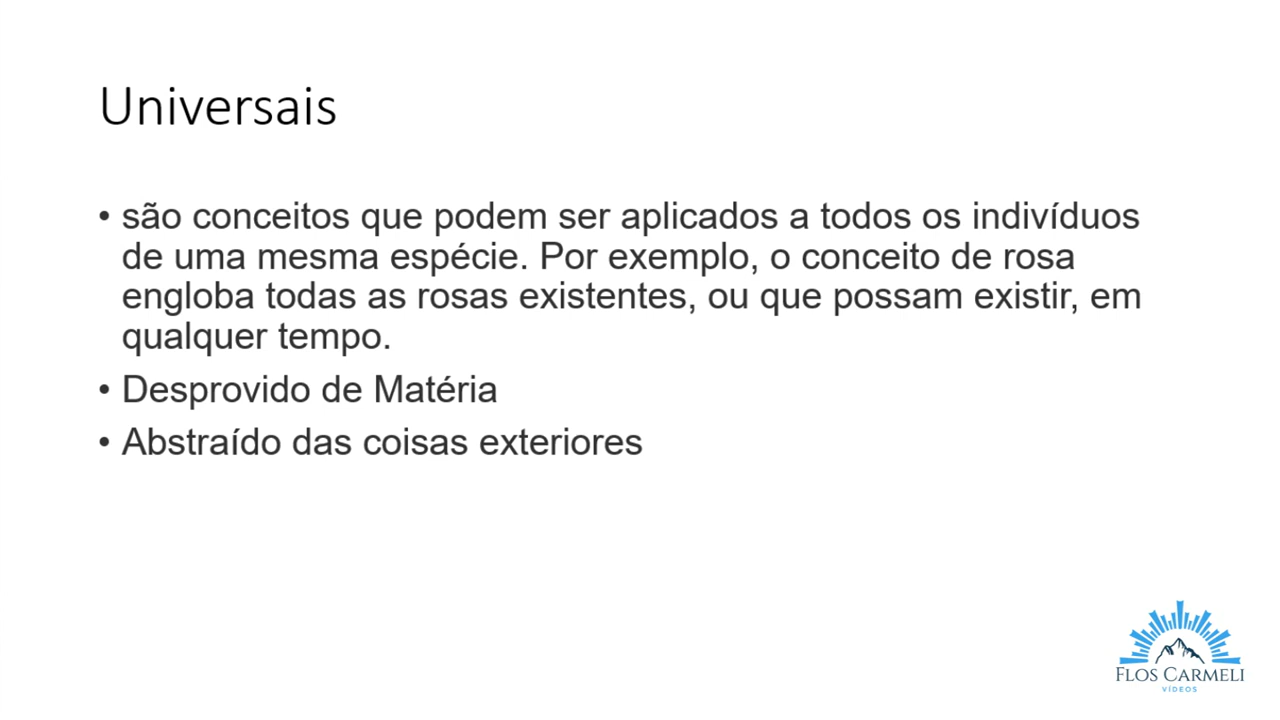 Universais
• são conceitos que podem ser aplicados a todos os indivíduos
de uma mesma espécie. Por exemplo, o conceito de rosa
engloba todas as rosas existentes, ou que possam existir, em
qualquer tempo.
• Desprovido de Matéria
• Abstraído das coisas exteriores
FLOS CARMELI
VÍDEOS